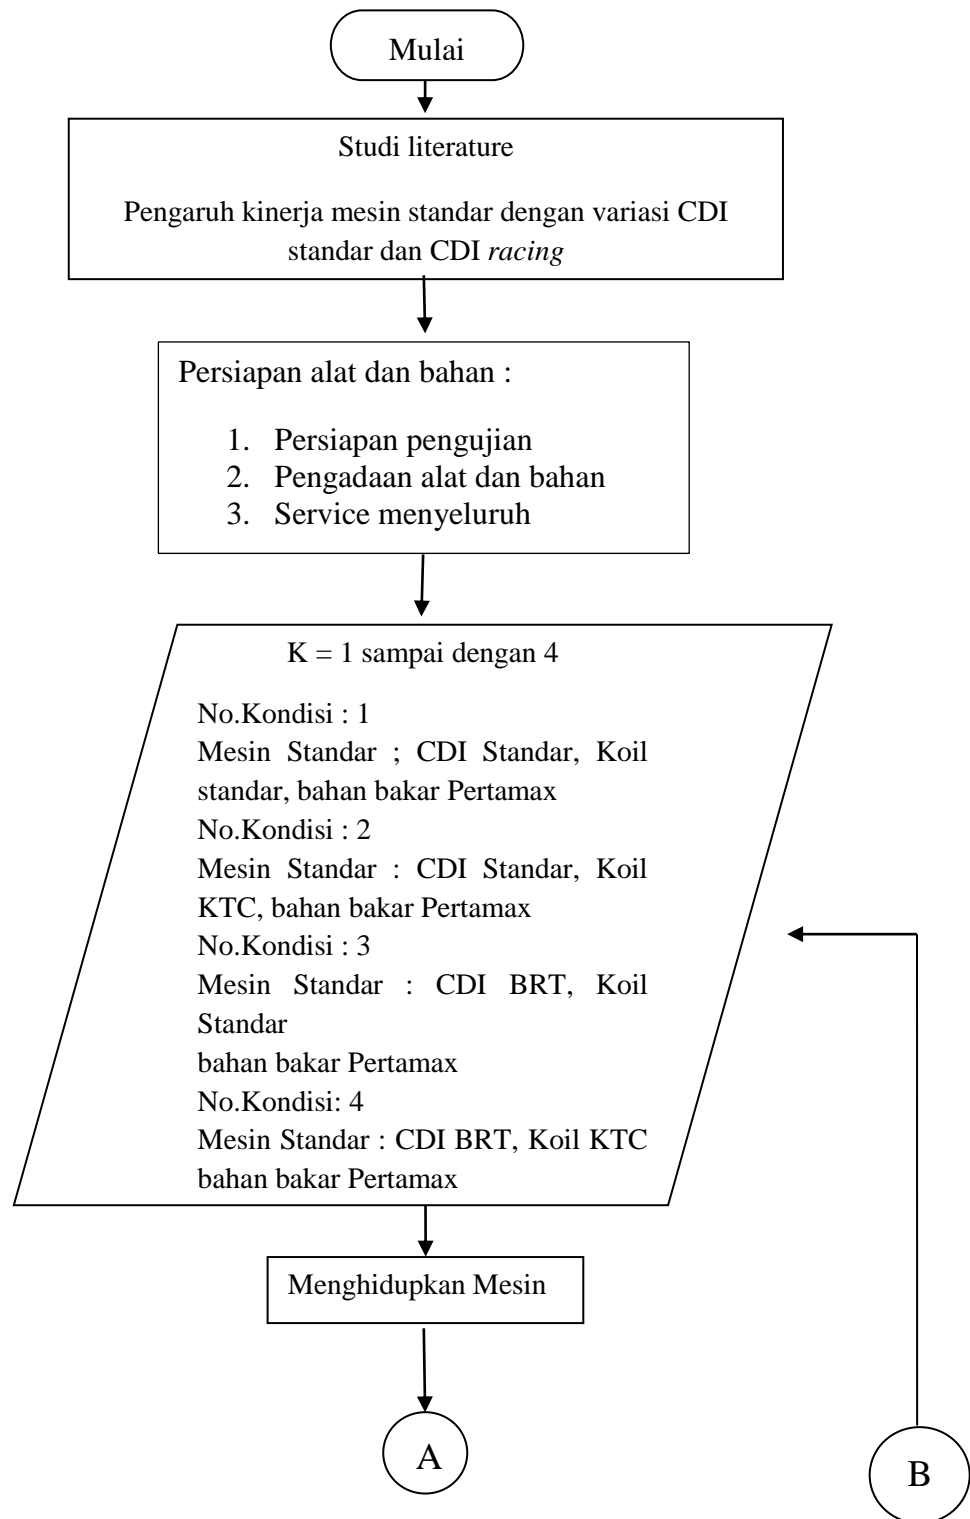 Mulai
Studi literature
Pengaruh kinerja mesin standar dengan variasi CDI
standar dan CDI racing
Persiapan alat dan bahan :
1. Persiapan pengujian
2. Pengadaan alat dan bahan
3. Service menyeluruh
K = 1 sampai dengan 4
No.Kondisi : 1
Mesin Standar ; CDI Standar, Koil
standar, bahan bakar Pertamax
No.Kondisi : 2
Mesin Standar : CDI Standar, Koil
KTC, bahan bakar Pertamax
No.Kondisi : 3
Mesin Standar : CDI BRT, Koil
Standar
bahan bakar Pertamax
No.Kondisi: 4
Mesin Standar : CDI BRT, Koil KTC
bahan bakar Pertamax
Menghidupkan Mesin
A
B